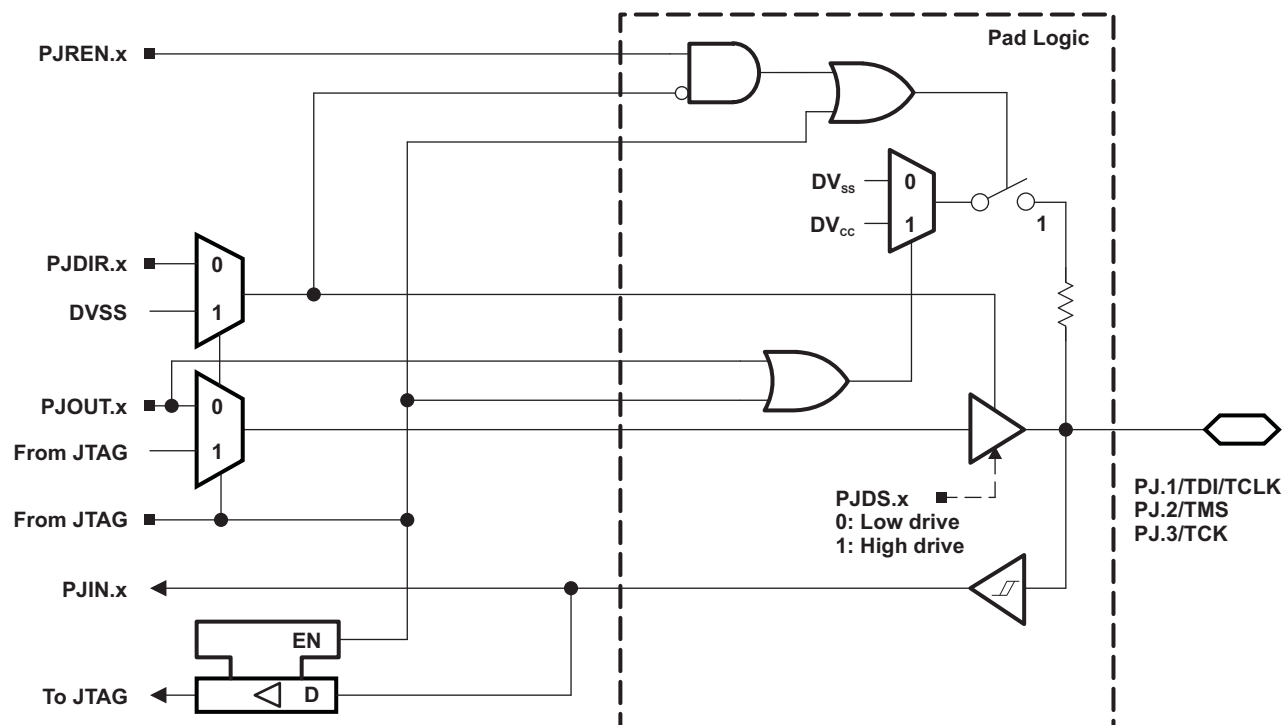 Pad Logic
PJREN.x
DVSS
0
DVCC
1
1
PJDIR.x
0
DVSS
1
PJOUT.x
0
From JTAG
1
PJDS.x
0: Low drive
1: High drive
PJ.1/TDI/TCLK
PJ.2/TMS
PJ.3/TCK
From JTAG
PJIN.x
EN
To JTAG
D